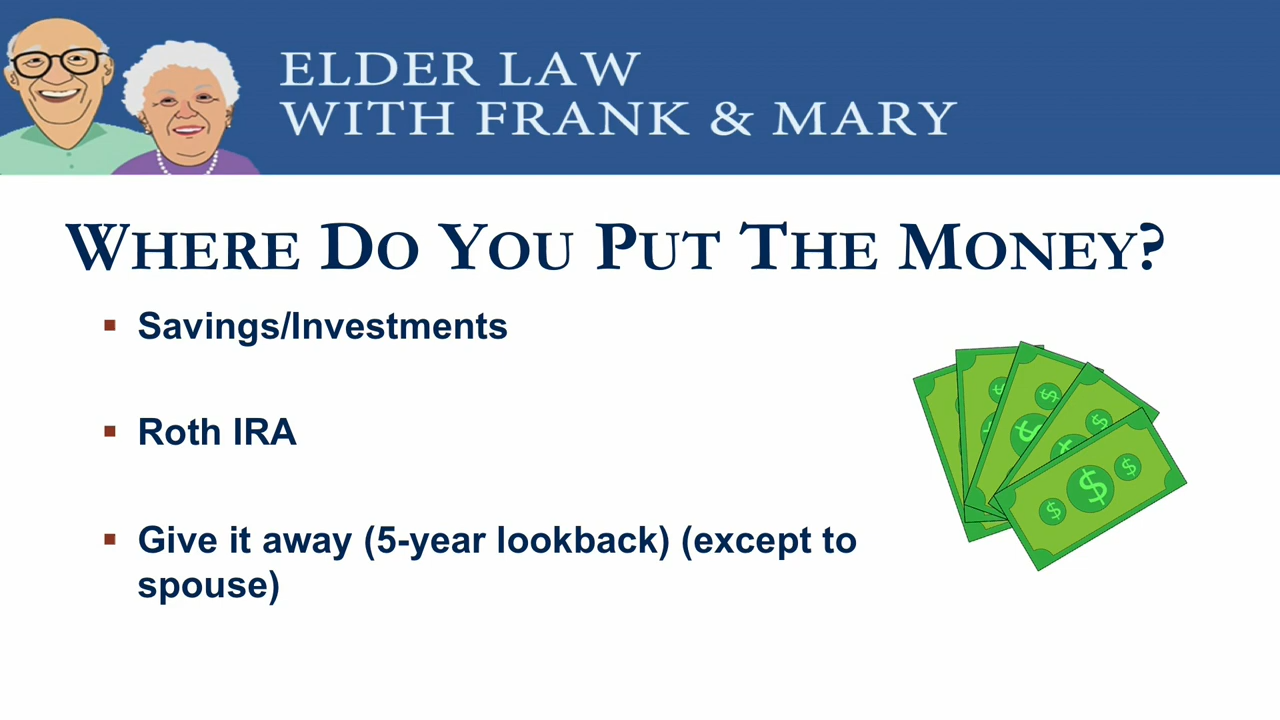 ELDER LAW
WITH FRANK & MARY
WHERE DO YOU PUT THE MONEY?
▪ Savings/Investments
▪ Roth IRA
▪ Give it away (5-year lookback) (except to
spouse)
$ $ $ $ $ $ $ $